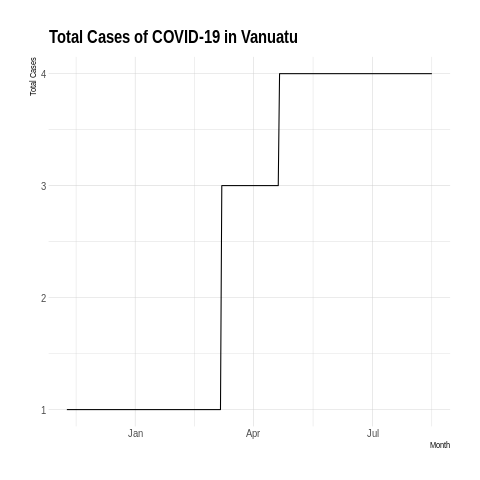 Total Cases of COVID-19 in Vanuatu
Total Cases
4
3
2
1
Jan
Apr
Jul
Month